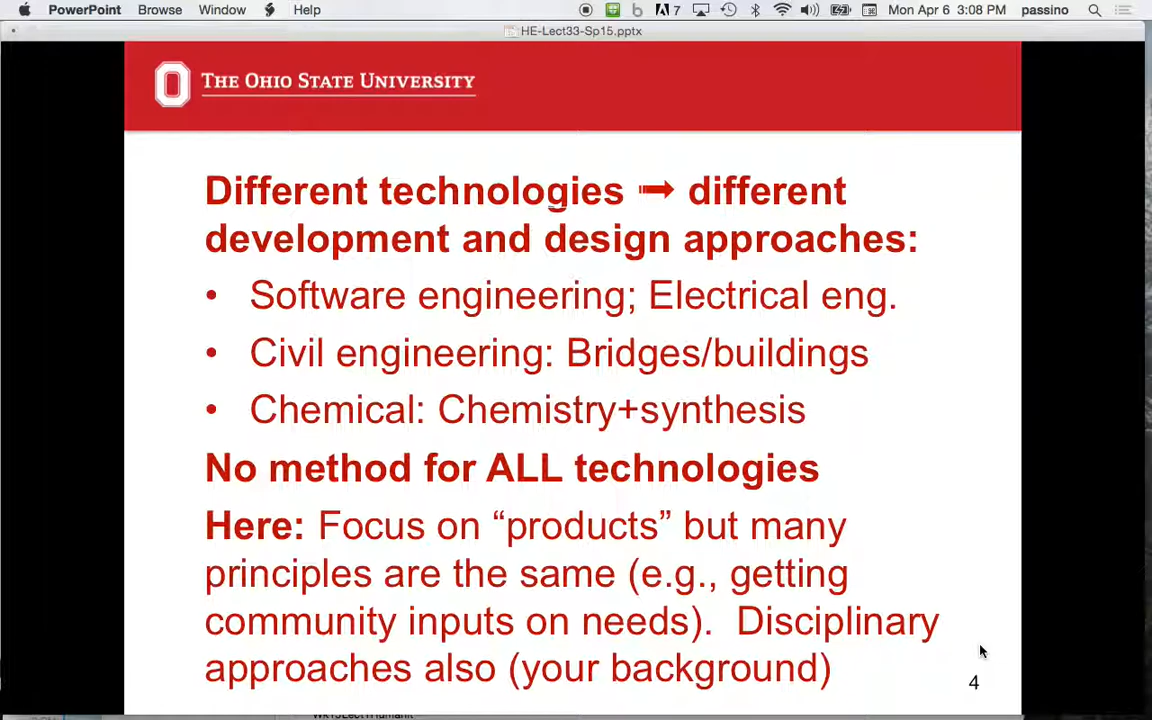 PowerPoint Browse Window Help 7 Mon Apr 6 3:08 PM passino
HE-Lect33-Sp15.pptx
THE OHIO STATE UNIVERSITY
Different technologies ➟ different
development and design approaches:
• Software engineering; Electrical eng.
• Civil engineering: Bridges/buildings
• Chemical: Chemistry+synthesis
No method for ALL technologies
Here: Focus on “products” but many
principles are the same (e.g., getting
community inputs on needs). Disciplinary
approaches also (your background)
4